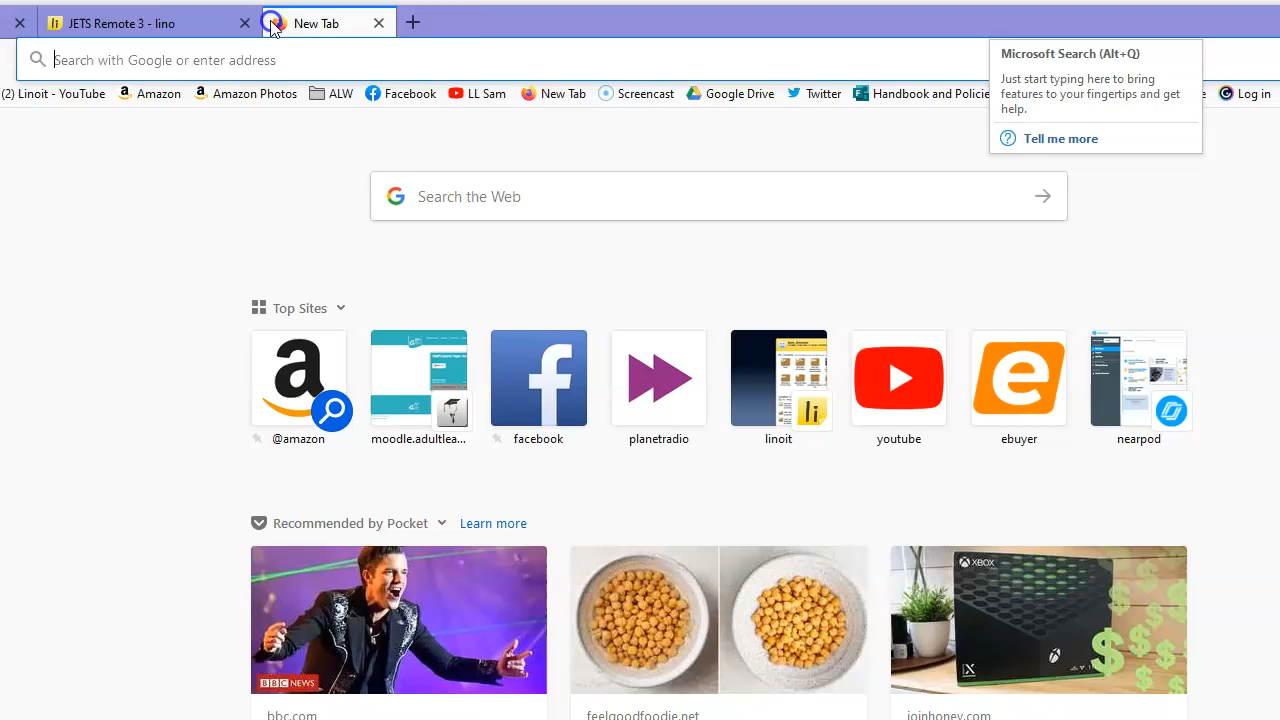 JETS Remote 3 - lino
New Tab
Search with Google or enter address
Microsoft Search (Alt+Q)
Just start typing here to bring
features to your fingertips and get
help.
Tell me more
(2) Linoit - YouTube
Amazon
Amazon Photos
ALW
Facebook
LL Sam
New Tab
Screencast
Google Drive
Twitter
Handbook and Policie
Log in
Search the Web
Top Sites
@amazon
moodle.adultlea...
facebook
planetradio
linoit
youtube
ebuyer
nearpod
Recommended by Pocket
Learn more
BBC NEWS
XBOX
bbc.com
feelgoodfoodie.net
joinhoney.com